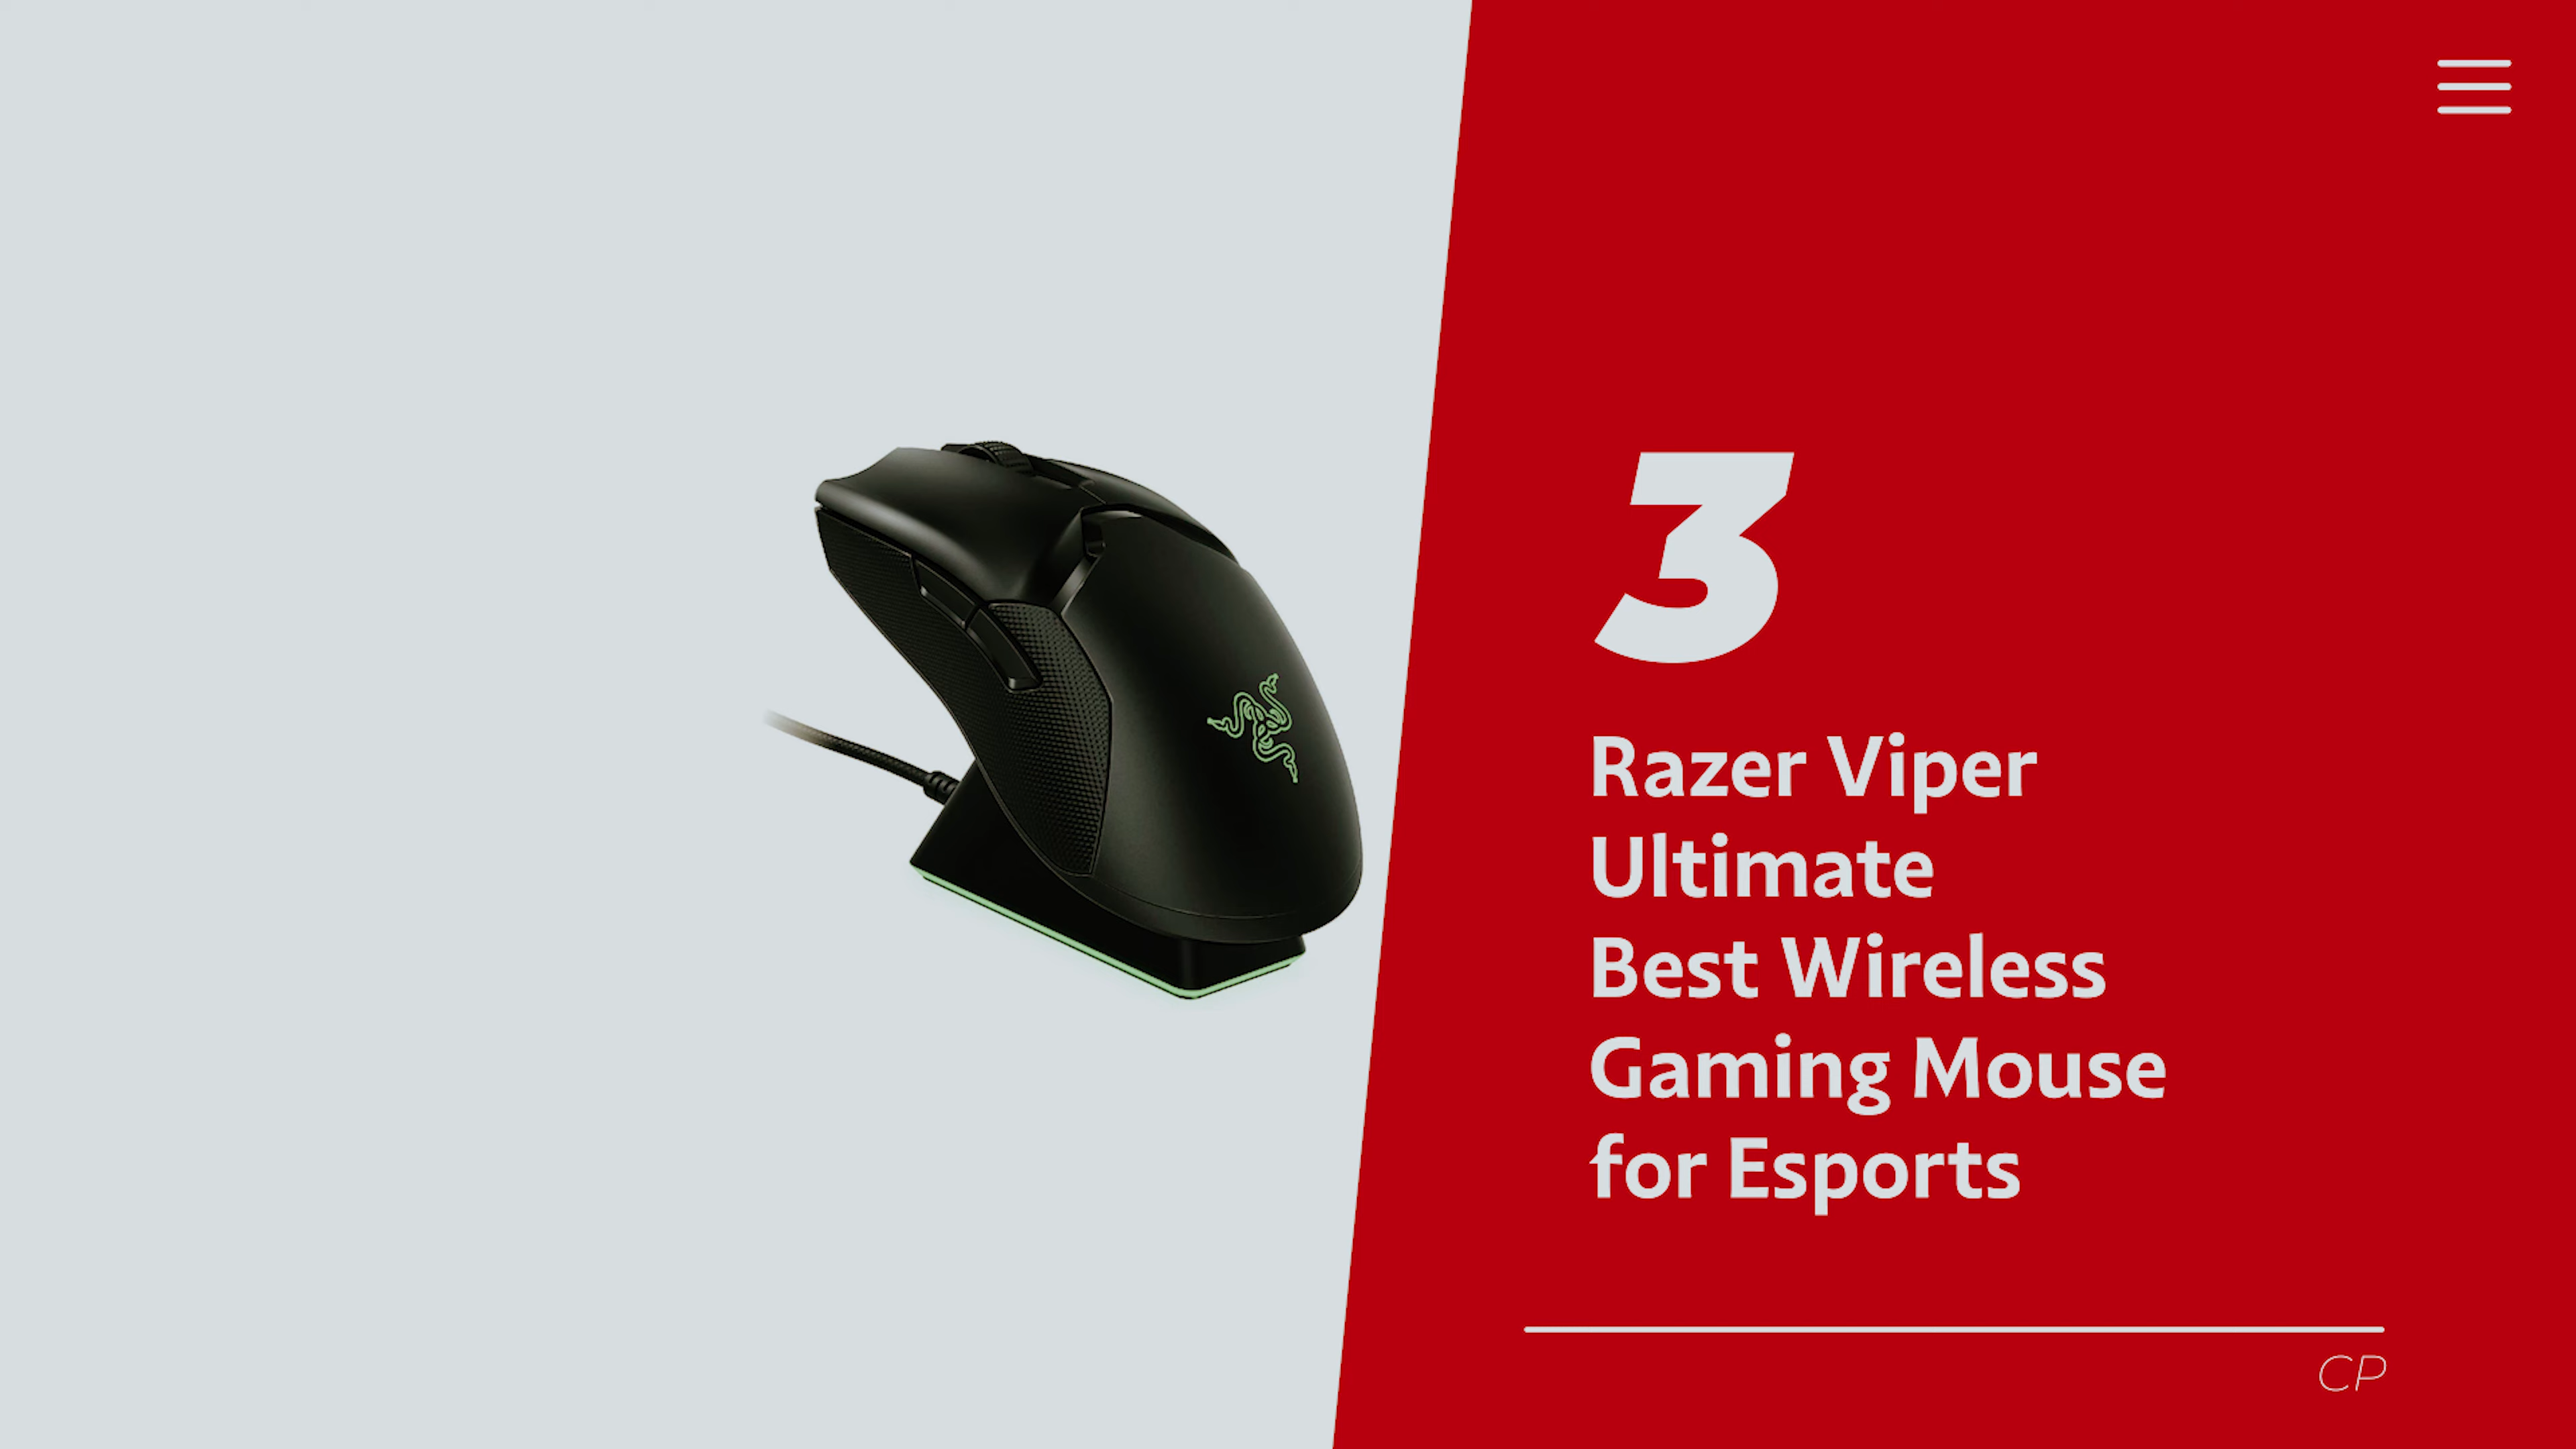 3
Razer Viper
Ultimate
Best Wireless
Gaming Mouse
for Esports
CP